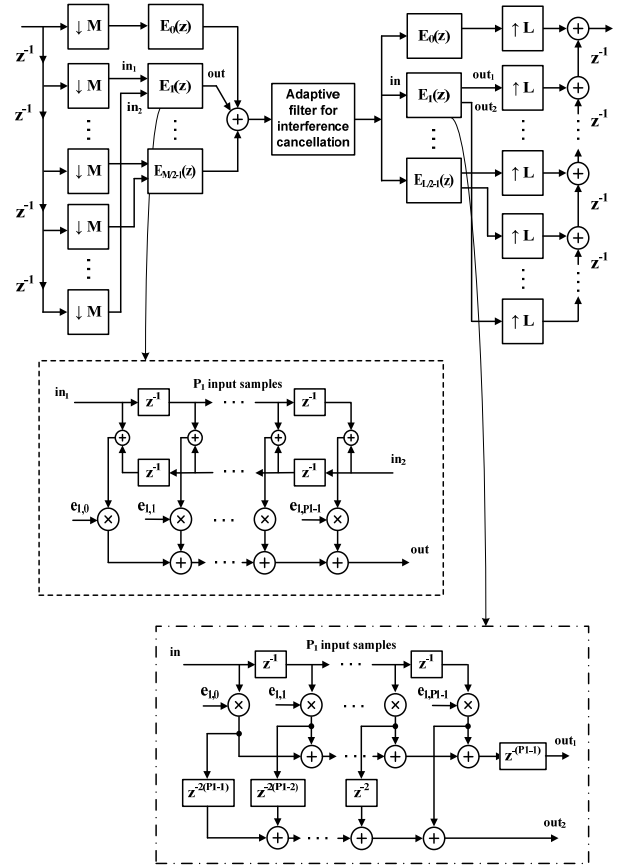 ↓ M
E₀(z)
z⁻¹
↓ M
in₁
in₂
E₁(z)
out
z⁻¹
↓ M
E_{M/2-1}(z)
z⁻¹
↓ M
z⁻¹
↓ M
+
Adaptive
filter for
interference
cancellation
in
E₀(z)
E₁(z)
out₁
out₂
E_{L/2-1}(z)
↑ L
+
z⁻¹
↑ L
+
z⁻¹
↑ L
+
z⁻¹
↑ L
+
z⁻¹
↑ L
P₁ input samples
in₁
z⁻¹
· · ·
z⁻¹
+
+
+
+
z⁻¹
· · ·
z⁻¹
in₂
e₁,₀
×
e₁,₁
×
· · ·
×
e₁,P1-1
×
+
· · ·
+
+
out
P₁ input samples
in
z⁻¹
· · ·
z⁻¹
e₁,₀
×
e₁,₁
×
· · ·
×
e₁,P1-1
×
+
· · ·
+
+
z^{-(P1-1)}
out₁
z^{-2(P1-1)}
z^{-2(P1-2)}
z⁻²
+
· · ·
+
+
out₂